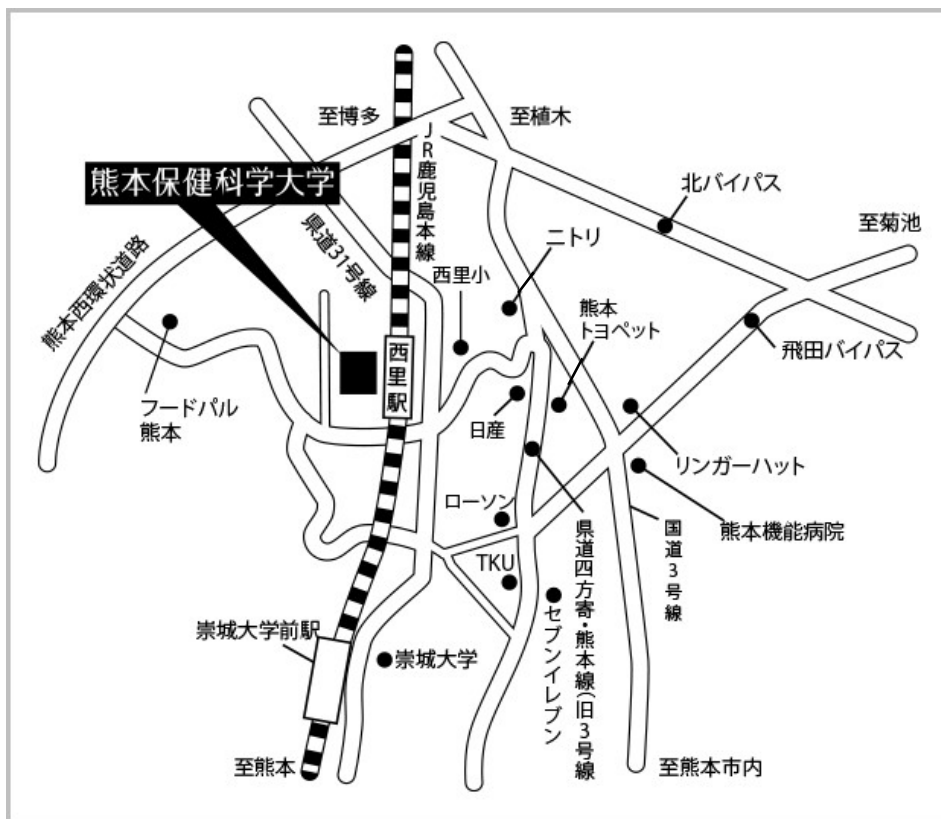 至博多
至植木
JR鹿児島本線
熊本保健科学大学
北バイパス
至菊池
県道31号線
ニトリ
西里小
熊本西環状道路
熊本
トヨペット
西里駅
飛田バイパス
フードパル
熊本
日産
リンガーハット
ローソン
熊本機能病院
県道四方寄・熊本線(旧3号線
国道3号線
TKU
セブンイレブン
崇城大学前駅
崇城大学
至熊本
至熊本市内